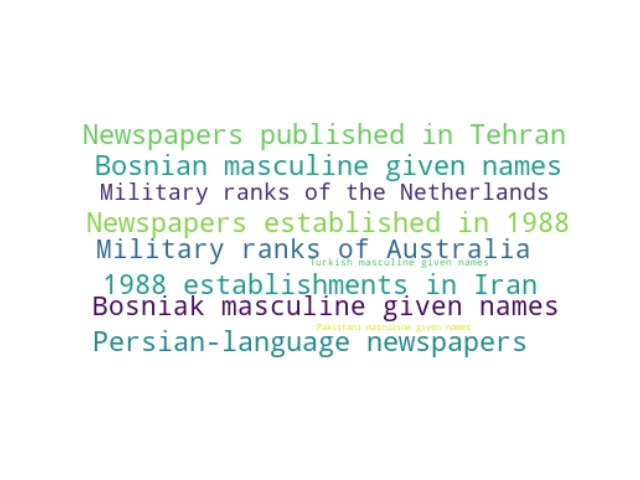 Newspapers published in Tehran
Bosnian masculine given names
Military ranks of the Netherlands
Newspapers established in 1988
Military ranks of Australia
Turkish masculine given names
1988 establishments in Iran
Bosniak masculine given names
Pakistani masculine given names
Persian-language newspapers